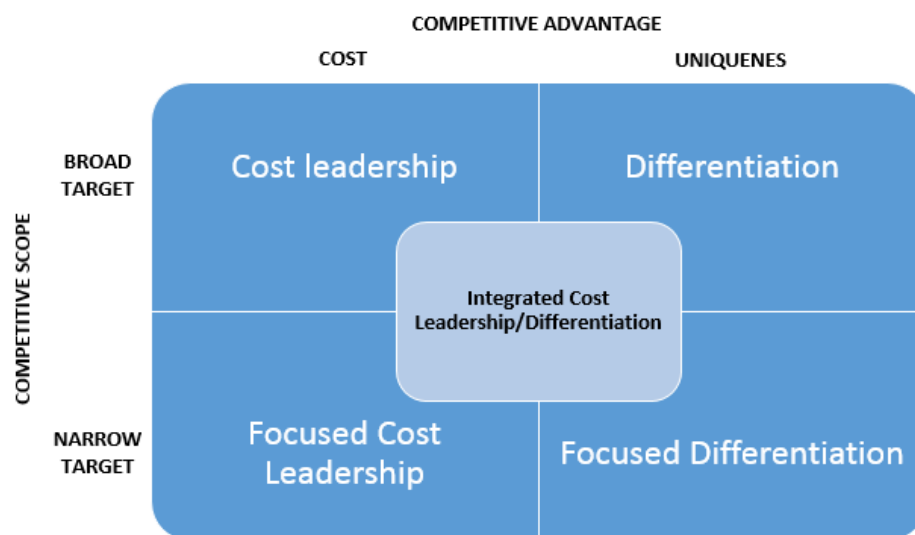 COMPETITIVE ADVANTAGE
COST
UNIQUENES
BROAD
TARGET
Cost leadership
Differentiation
COMPETITIVE SCOPE
Integrated Cost
Leadership/Differentiation
NARROW
TARGET
Focused Cost
Leadership
Focused Differentiation